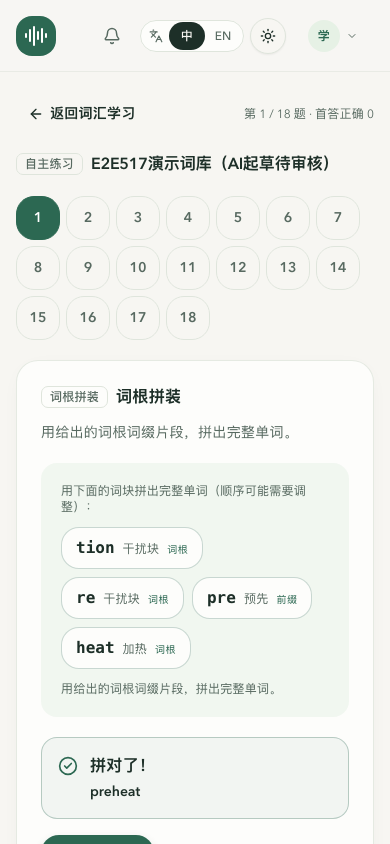 中 EN 学
返回词汇学习 第 1 / 18 题 · 首答正确 0
自主练习 E2E517演示词库（AI起草待审核）
1 2 3 4 5 6 7
8 9 10 11 12 13 14
15 16 17 18
词根拼装 词根拼装
用给出的词根词缀片段，拼出完整单词。
用下面的词块拼出完整单词（顺序可能需要调
整）：
tion 干扰块 词根
re 干扰块 词根 pre 预先 前缀
heat 加热 词根
用给出的词根词缀片段，拼出完整单词。
拼对了！
preheat